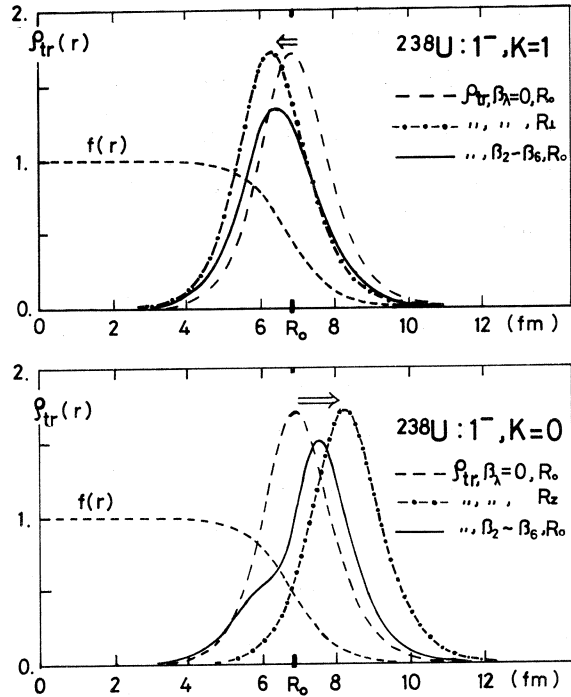 2.
ρtr(r)
²³⁸U : 1⁻, K=1
ρtr, βλ=0, R₀
〃, 〃, R⊥
〃, β₂~β₆, R₀
f(r)
1.
0.
0 2 4 6 R₀ 8 10 12 (fm)
2.
ρtr(r)
²³⁸U : 1⁻, K=0
ρtr, βλ=0, R₀
〃, 〃, Rz
〃, β₂~β₆, R₀
f(r)
1.
0.
0 2 4 6 R₀ 8 10 12 (fm)